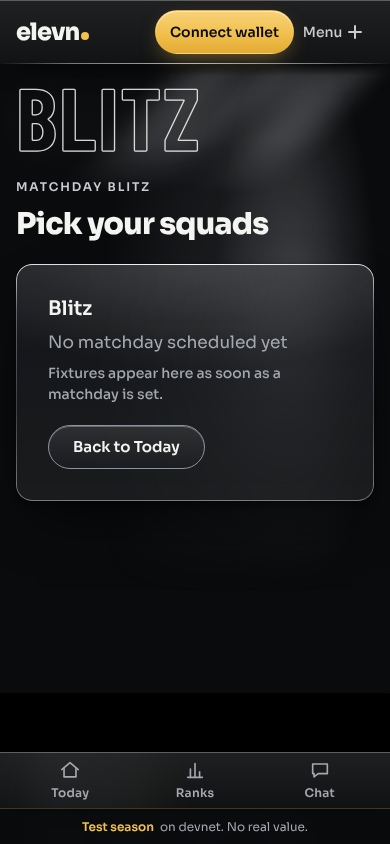 elevn.
Connect wallet
Menu
BLITZ
MATCHDAY BLITZ
Pick your squads
Blitz
No matchday scheduled yet
Fixtures appear here as soon as a
matchday is set.
Back to Today
Today
Ranks
Chat
Test season on devnet. No real value.